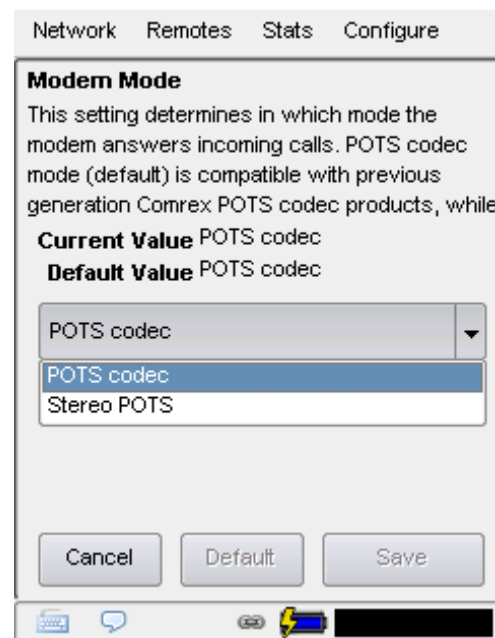 Network Remotes Stats Configure
Modem Mode
This setting determines in which mode the
modem answers incoming calls. POTS codec
mode (default) is compatible with previous
generation Comrex POTS codec products, while
Current Value POTS codec
Default Value POTS codec
POTS codec
POTS codec
Stereo POTS
Cancel Default Save